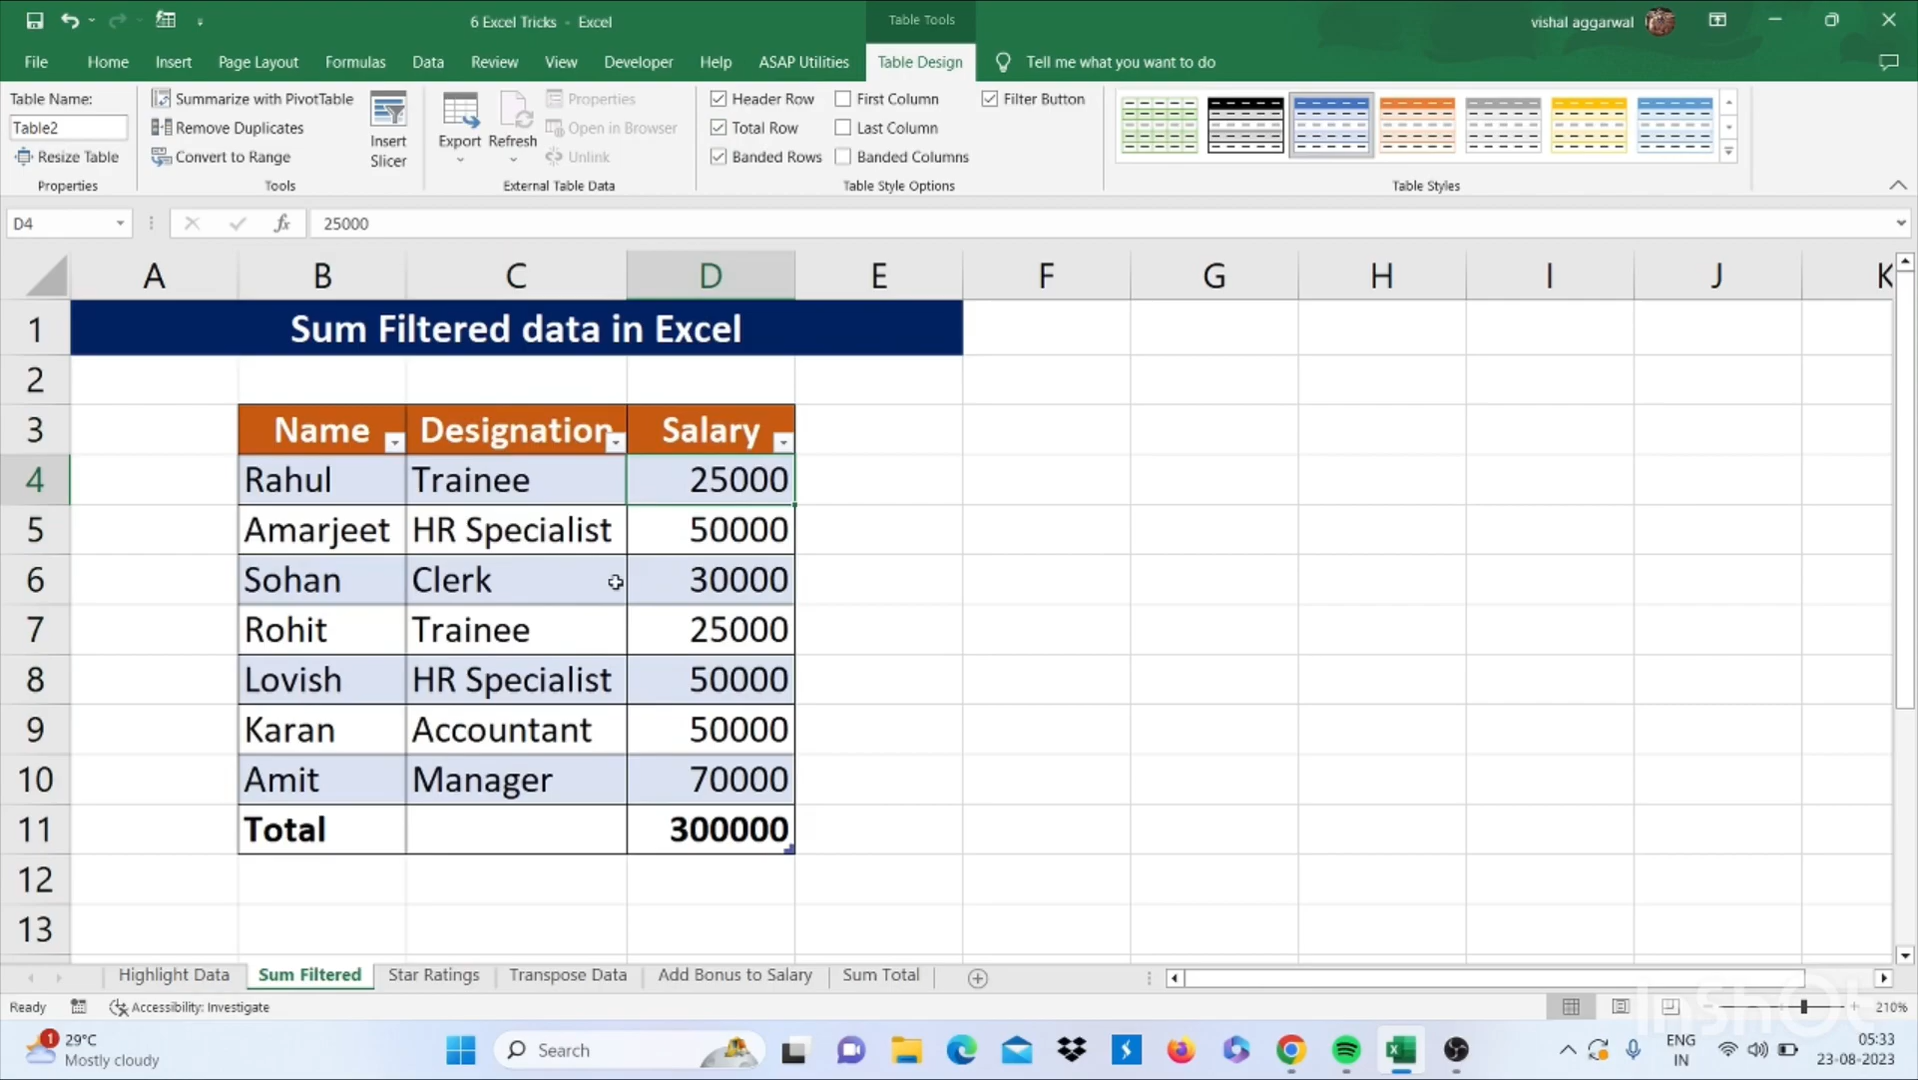 6 Excel Tricks - Excel
Table Tools
vishal aggarwal
File Home Insert Page Layout Formulas Data Review View Developer Help ASAP Utilities Table Design Tell me what you want to do
Table Name:
Table2
Resize Table
Properties
Summarize with PivotTable
Remove Duplicates
Convert to Range
Tools
Insert
Slicer
Export
Refresh
Properties
Open in Browser
Unlink
External Table Data
Header Row
Total Row
Banded Rows
First Column
Last Column
Banded Columns
Filter Button
Table Style Options
Table Styles
D4
fx
25000
A B C D E F G H I J K
1 Sum Filtered data in Excel
2
3 Name Designation Salary
4 Rahul Trainee 25000
5 Amarjeet HR Specialist 50000
6 Sohan Clerk 30000
7 Rohit Trainee 25000
8 Lovish HR Specialist 50000
9 Karan Accountant 50000
10 Amit Manager 70000
11 Total 300000
12
13
Highlight Data Sum Filtered Star Ratings Transpose Data Add Bonus to Salary Sum Total
Ready
Accessibility: Investigate
210%
InShOt
1
29°C
Mostly cloudy
Search
ENG
IN
05:33
23-08-2023